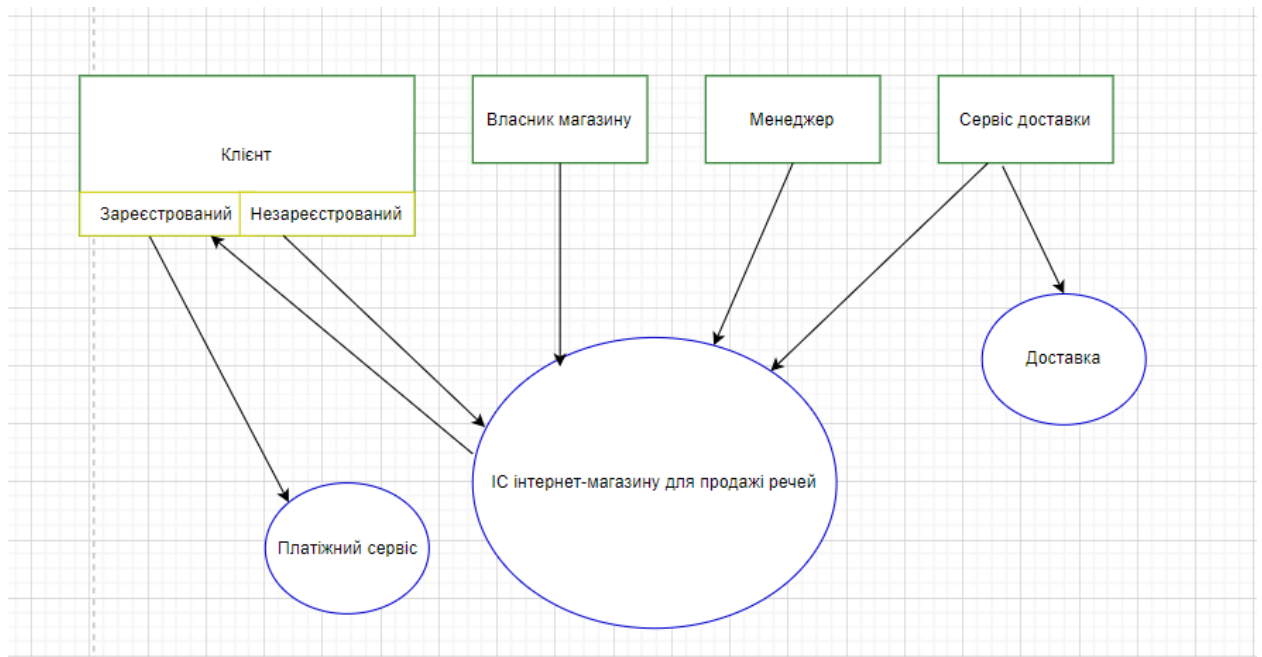 Клієнт
Зареєстрований
Незареєстрований
Власник магазину
Менеджер
Сервіс доставки
Доставка
ІС інтернет-магазину для продажі речей
Платіжний сервіс